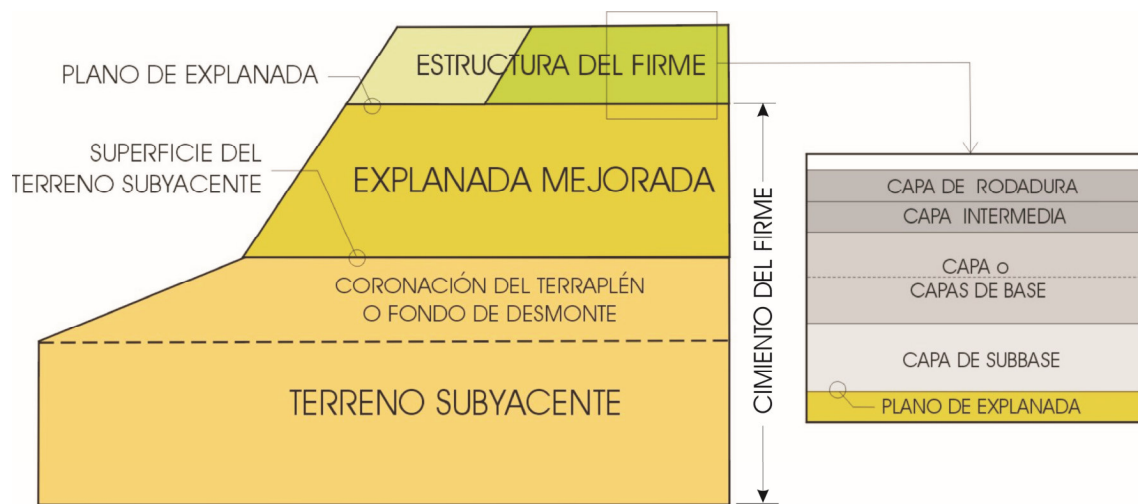 ESTRUCTURA DEL FIRME
PLANO DE EXPLANADA
SUPERFICIE DEL
TERRENO SUBYACENTE
EXPLANADA MEJORADA
CORONACIÓN DEL TERRAPLÉN
O FONDO DE DESMONTE
TERRENO SUBYACENTE
CIMIENTO DEL FIRME
CAPA DE RODADURA
CAPA INTERMEDIA
CAPA O
CAPAS DE BASE
CAPA DE SUBBASE
PLANO DE EXPLANADA